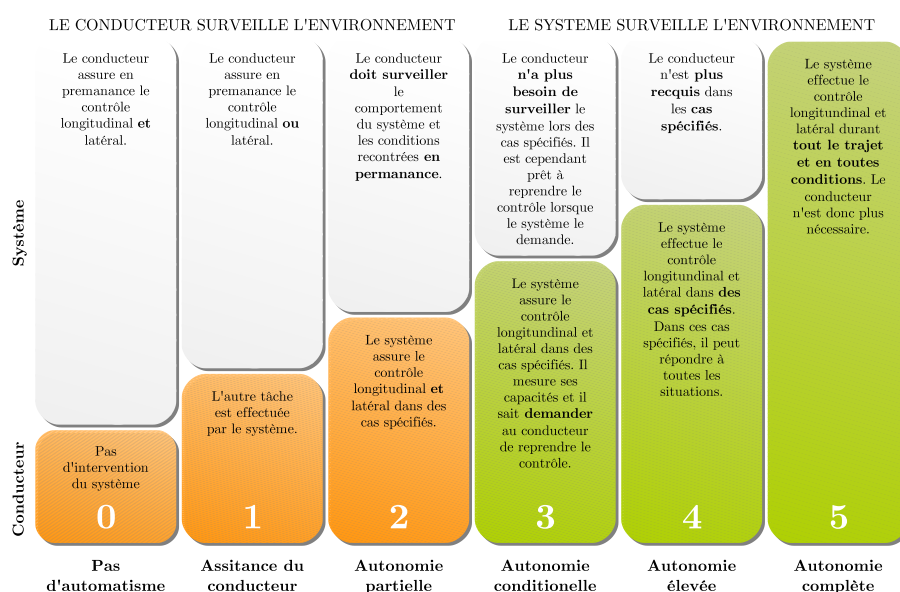 LE CONDUCTEUR SURVEILLE L'ENVIRONNEMENT
LE SYSTEME SURVEILLE L'ENVIRONNEMENT
Système
Conducteur
Le conducteur
assure en
premanance le
contrôle
longitudinal et
latéral.
Pas
d'intervention
du système
0
Pas
d'automatisme
Le conducteur
assure en
premanance le
contrôle
longitudinal ou
latéral.
L'autre tâche
est effectuée
par le système.
1
Assitance du
conducteur
Le conducteur
doit surveiller
le
comportement
du système et
les conditions
recontrées en
permanance.
Le système
assure le
contrôle
longitudinal et
latéral dans des
cas spécifiés.
2
Autonomie
partielle
Le conducteur
n'a plus
besoin de
surveiller le
système lors des
cas spécifiés. Il
est cependant
prêt à
reprendre le
contrôle lorsque
le système le
demande.
Le système
assure le
contrôle
longitundinal et
latéral dans des
cas spécifiés. Il
mesure ses
capacités et il
sait demander
au conducteur
de reprendre le
contrôle.
3
Autonomie
conditionelle
Le conducteur
n'est plus
recquis dans
les cas
spécifiés.
Le système
effectue le
contrôle
longitundinal et
latéral dans des
cas spécifiés.
Dans ces cas
spécifiés, il peut
répondre à
toutes les
situations.
4
Autonomie
élevée
Le système
effectue le
contrôle
longitundinal et
latéral durant
tout le trajet
et en toutes
conditions. Le
conducteur
n'est donc plus
nécessaire.
5
Autonomie
complète